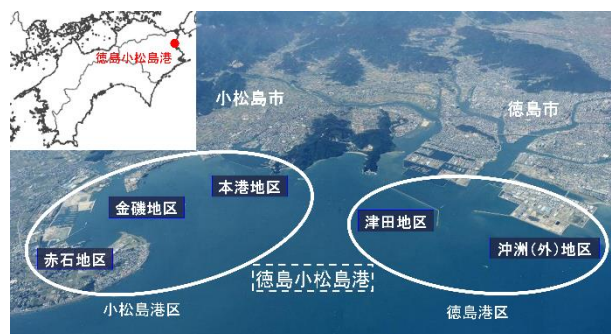 徳島小松島港
小松島市
徳島市
本港地区
金磯地区
津田地区
赤石地区
沖洲(外)地区
徳島小松島港
小松島港区
徳島港区